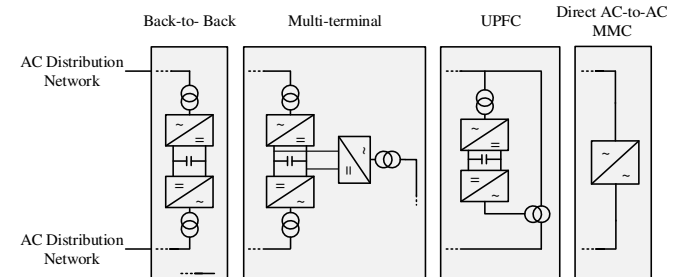 Back-to- Back
Multi-terminal
UPFC
Direct AC-to-AC
MMC
AC Distribution
Network
~
=
=
~
~
=
=
~
~
=
~
=
=
~
~
~
AC Distribution
Network